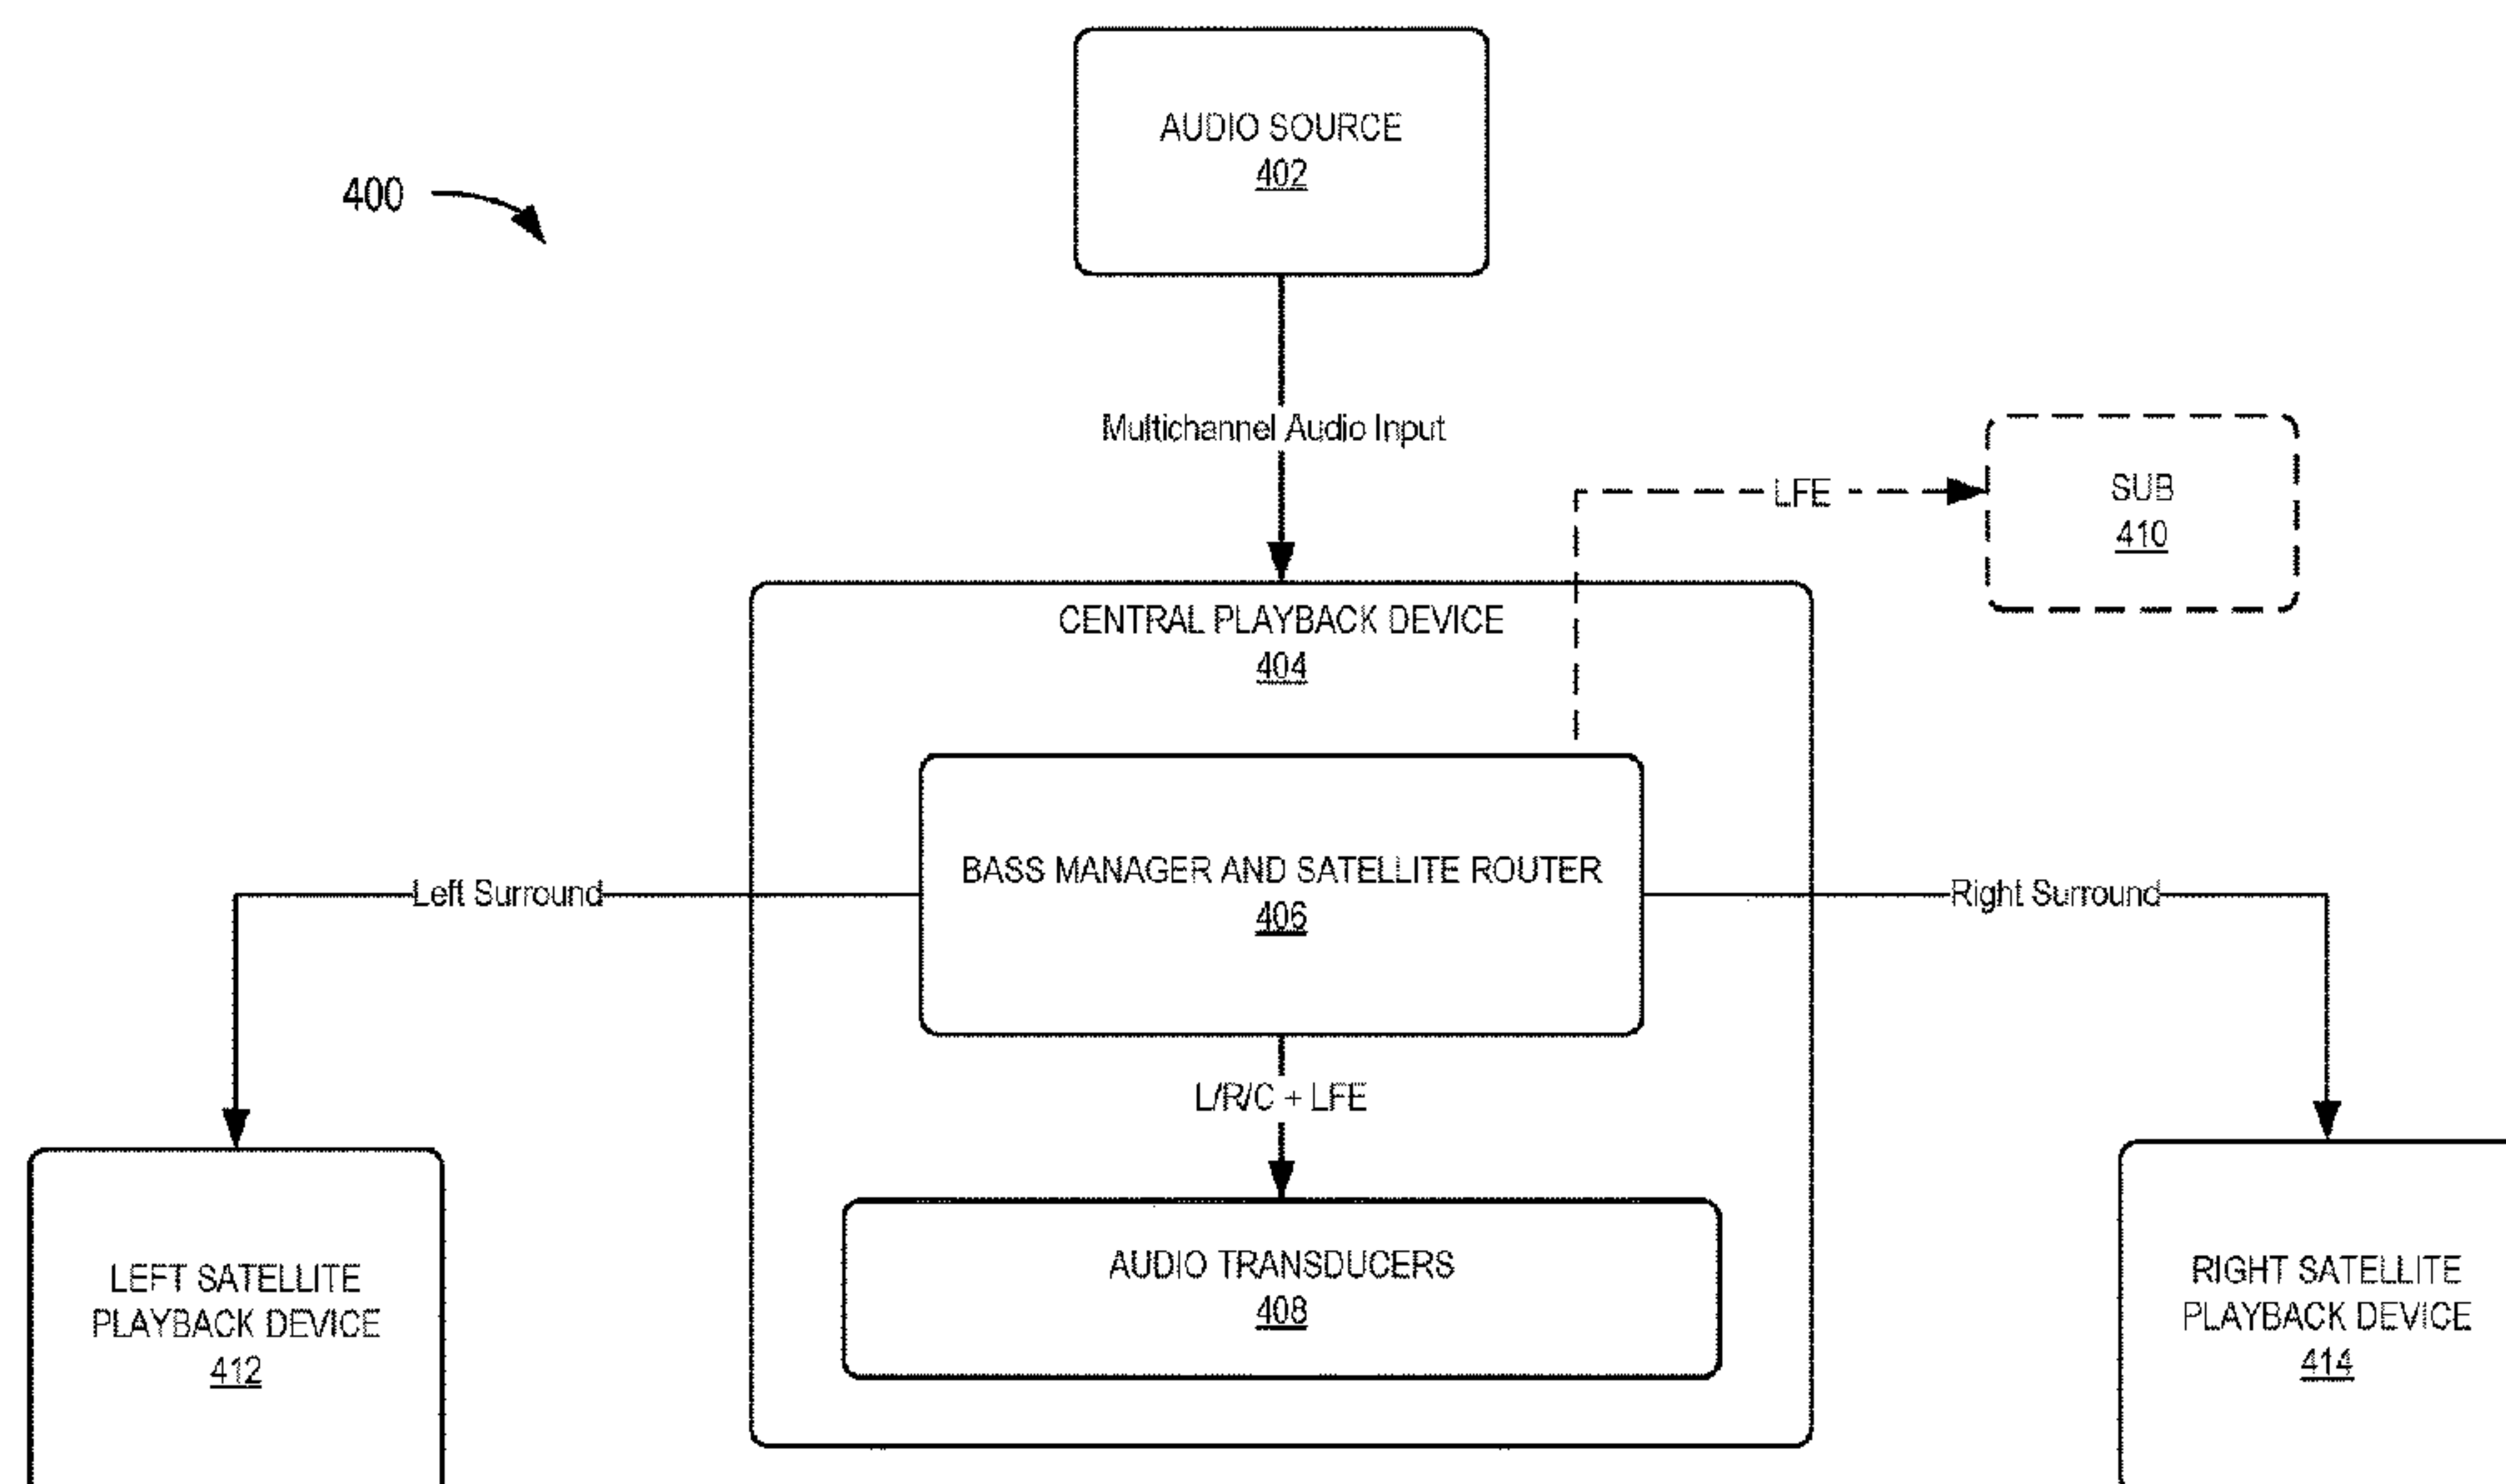 AUDIO SOURCE
402
400
Multichannel Audio Input
LFE
SUB
410
CENTRAL PLAYBACK DEVICE
404
BASS MANAGER AND SATELLITE ROUTER
406
Left Surround
Right Surround
L/R/C + LFE
AUDIO TRANSDUCERS
408
LEFT SATELLITE
PLAYBACK DEVICE
412
RIGHT SATELLITE
PLAYBACK DEVICE
414